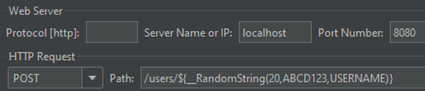 Web Server
Protocol [http]: Server Name or IP: localhost Port Number: 8080
HTTP Request
POST Path: /users/${__RandomString(20,ABCD123,USERNAME)}